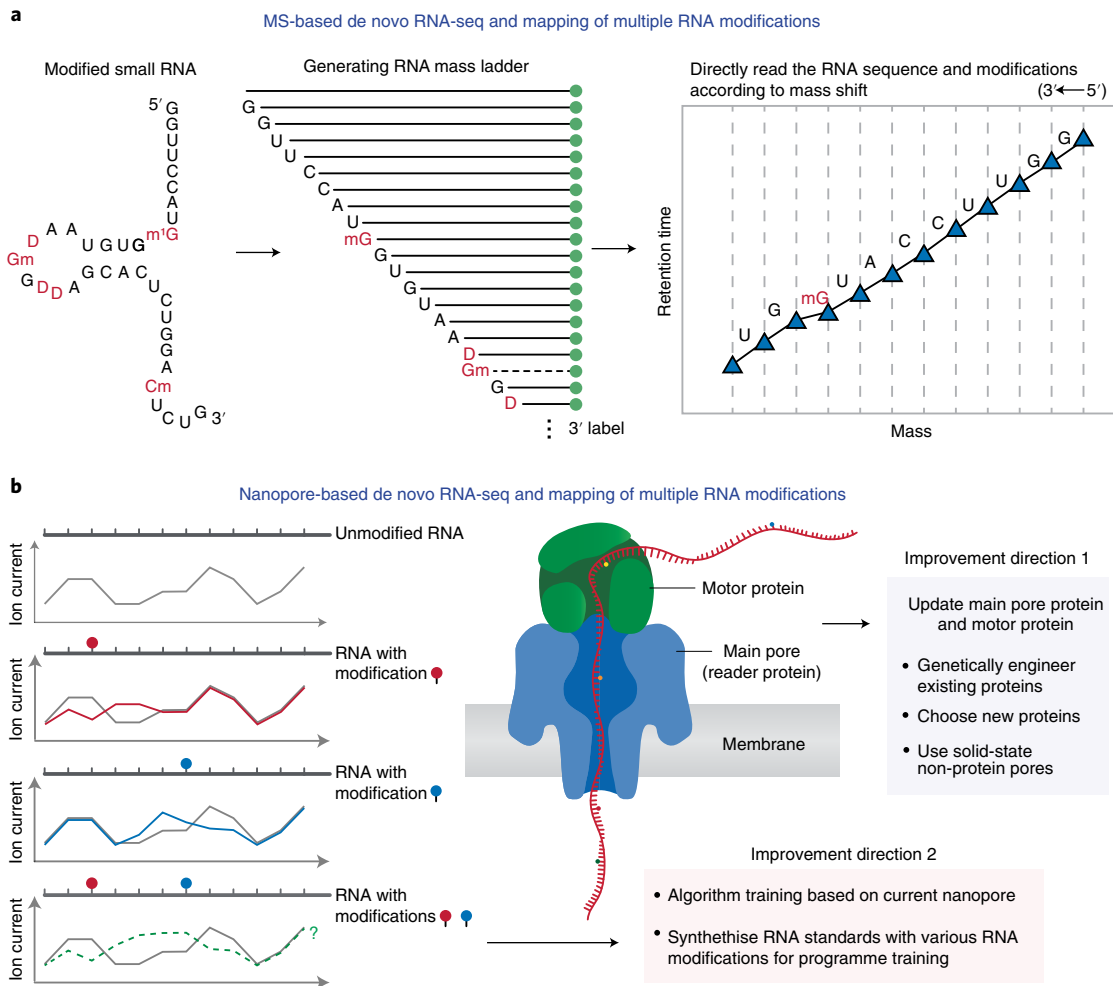 a
MS-based de novo RNA-seq and mapping of multiple RNA modifications
Modified small RNA
5′ G
G
U
U
C
C
A
U
m¹G
G
U
G
U
A
A
D
Gm
G
D
D
A
G
C
A
C
U
C
U
G
G
A
Cm
U
C
U
G 3′
Generating RNA mass ladder
G
G
U
U
C
C
A
U
mG
G
U
G
U
A
A
D
Gm
G
D
⋮ 3′ label
Directly read the RNA sequence and modifications
according to mass shift
(3′ ← 5′)
Retention time
U
G
mG
U
A
C
C
U
U
G
G
Mass
b
Nanopore-based de novo RNA-seq and mapping of multiple RNA modifications
Unmodified RNA
Ion current
RNA with
modification
Ion current
RNA with
modification
Ion current
RNA with
modifications
Ion current
?
Motor protein
Main pore
(reader protein)
Membrane
Improvement direction 1
Update main pore protein
and motor protein
• Genetically engineer
existing proteins
• Choose new proteins
• Use solid-state
non-protein pores
Improvement direction 2
• Algorithm training based on current nanopore
• Synthethise RNA standards with various RNA
modifications for programme training